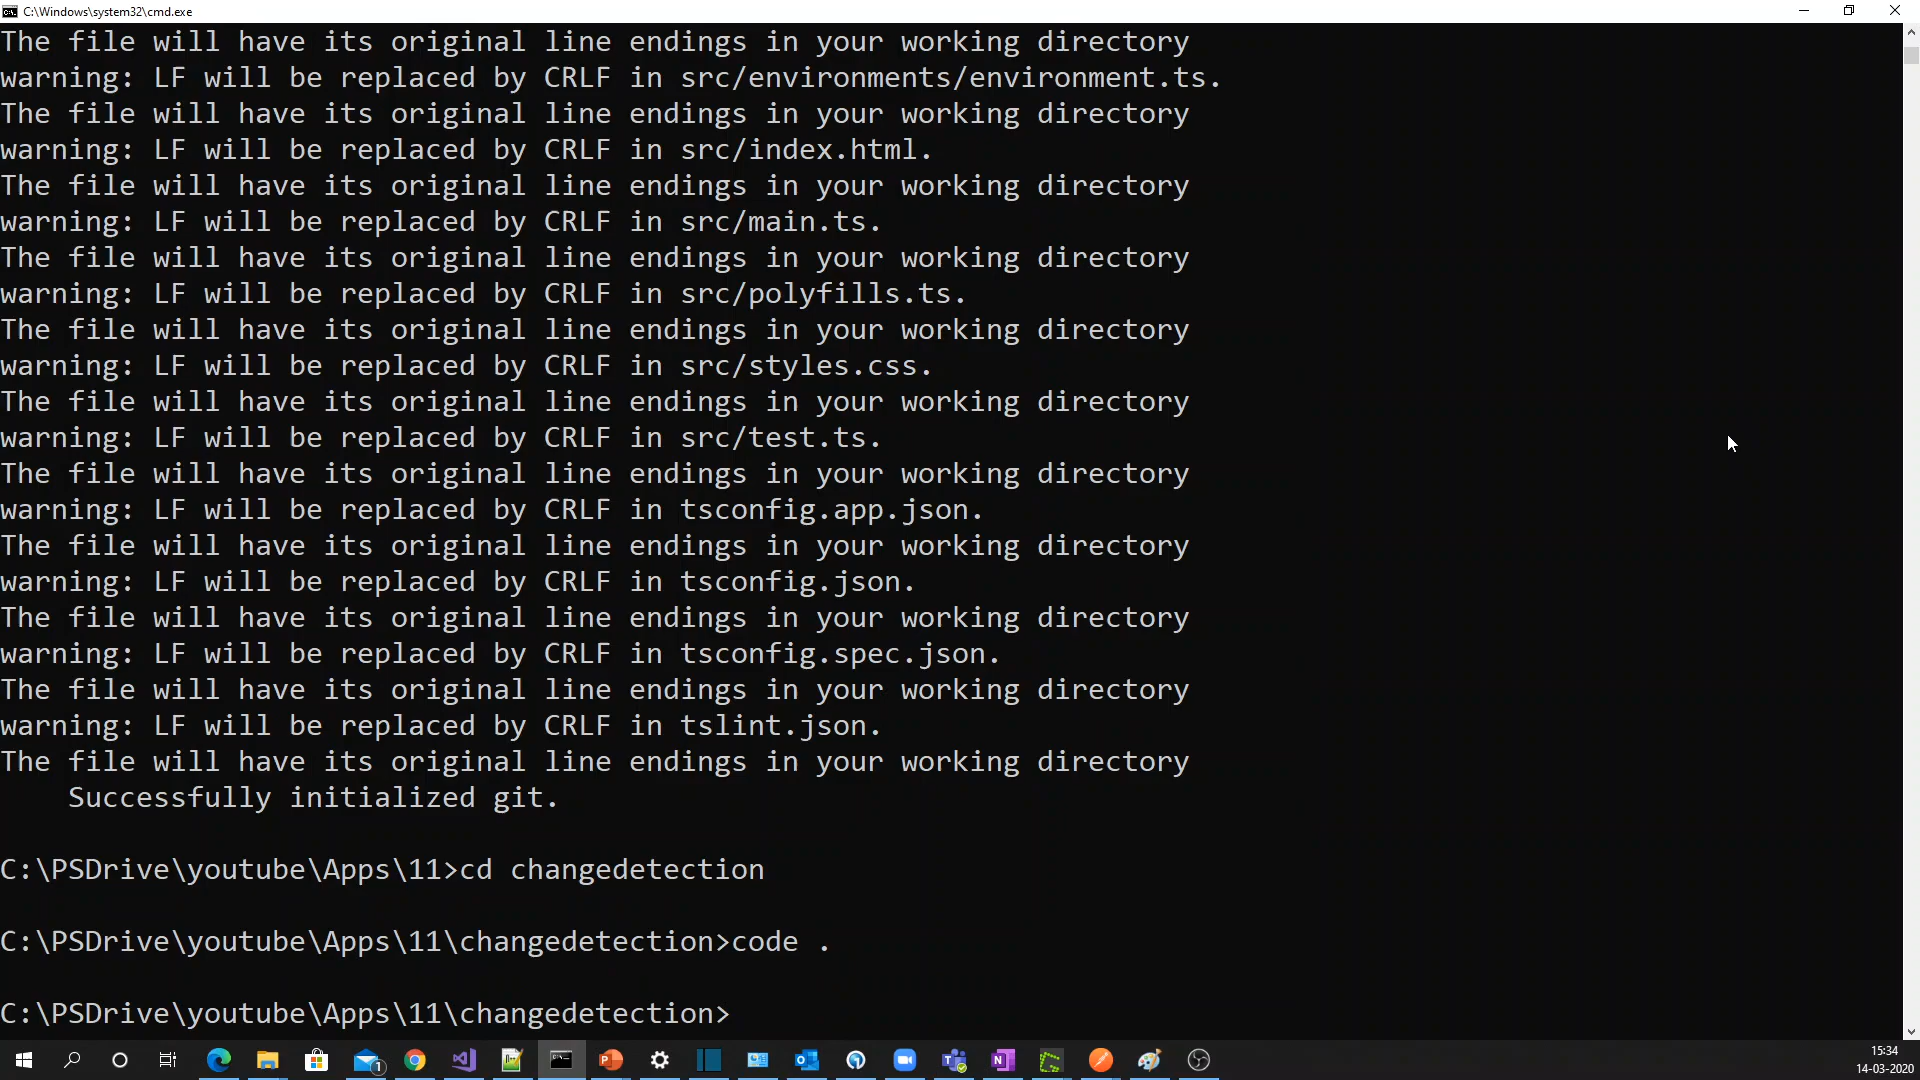 C:\Windows\system32\cmd.exe
The file will have its original line endings in your working directory
warning: LF will be replaced by CRLF in src/environments/environment.ts.
The file will have its original line endings in your working directory
warning: LF will be replaced by CRLF in src/index.html.
The file will have its original line endings in your working directory
warning: LF will be replaced by CRLF in src/main.ts.
The file will have its original line endings in your working directory
warning: LF will be replaced by CRLF in src/polyfills.ts.
The file will have its original line endings in your working directory
warning: LF will be replaced by CRLF in src/styles.css.
The file will have its original line endings in your working directory
warning: LF will be replaced by CRLF in src/test.ts.
The file will have its original line endings in your working directory
warning: LF will be replaced by CRLF in tsconfig.app.json.
The file will have its original line endings in your working directory
warning: LF will be replaced by CRLF in tsconfig.json.
The file will have its original line endings in your working directory
warning: LF will be replaced by CRLF in tsconfig.spec.json.
The file will have its original line endings in your working directory
warning: LF will be replaced by CRLF in tslint.json.
The file will have its original line endings in your working directory
    Successfully initialized git.
C:\PSDrive\youtube\Apps\11>cd changedetection
C:\PSDrive\youtube\Apps\11\changedetection>code .
C:\PSDrive\youtube\Apps\11\changedetection>
15:34
14-03-2020